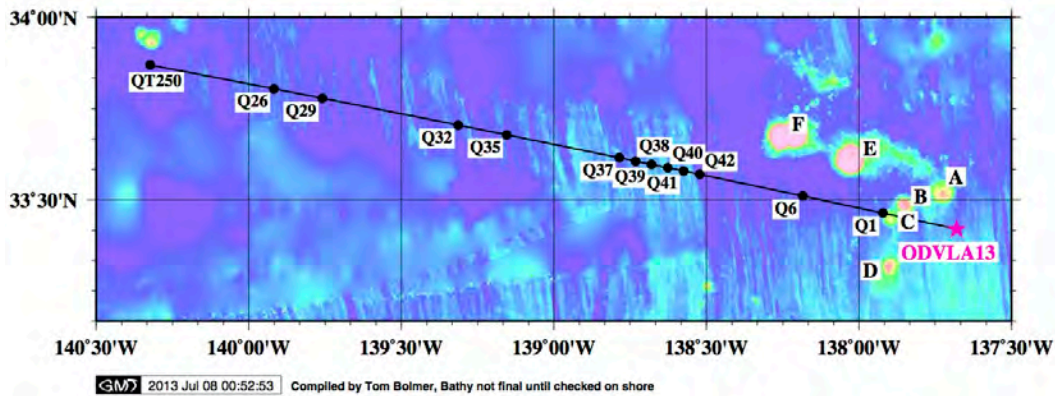 34°00'N
QT250
Q26
Q29
F
Q32
Q35
E
Q38
Q40
Q37
Q39
Q41
Q42
A
B
33°30'N
Q6
Q1
C
ODVLA13
D
140°30'W
140°00'W
139°30'W
139°00'W
138°30'W
138°00'W
137°30'W
GMT 2013 Jul 08 00:52:53 Compiled by Tom Bolmer, Bathy not final until checked on shore